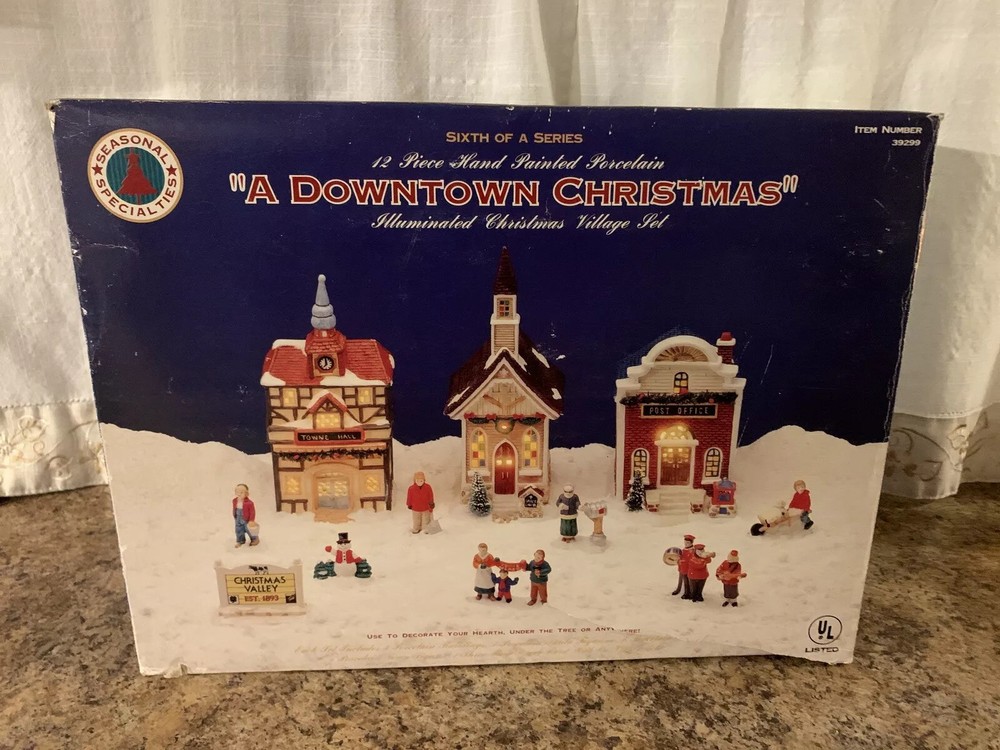 SEASONAL SPECIALTIES
SIXTH OF A SERIES
ITEM NUMBER
39299
12 Piece Hand Painted Porcelain
"A DOWNTOWN CHRISTMAS"
Illuminated Christmas Village Set
TOWNE HALL
POST OFFICE
CHRISTMAS
VALLEY
EST. 1893
USE TO DECORATE YOUR HEARTH, UNDER THE TREE OR
UL
LISTED